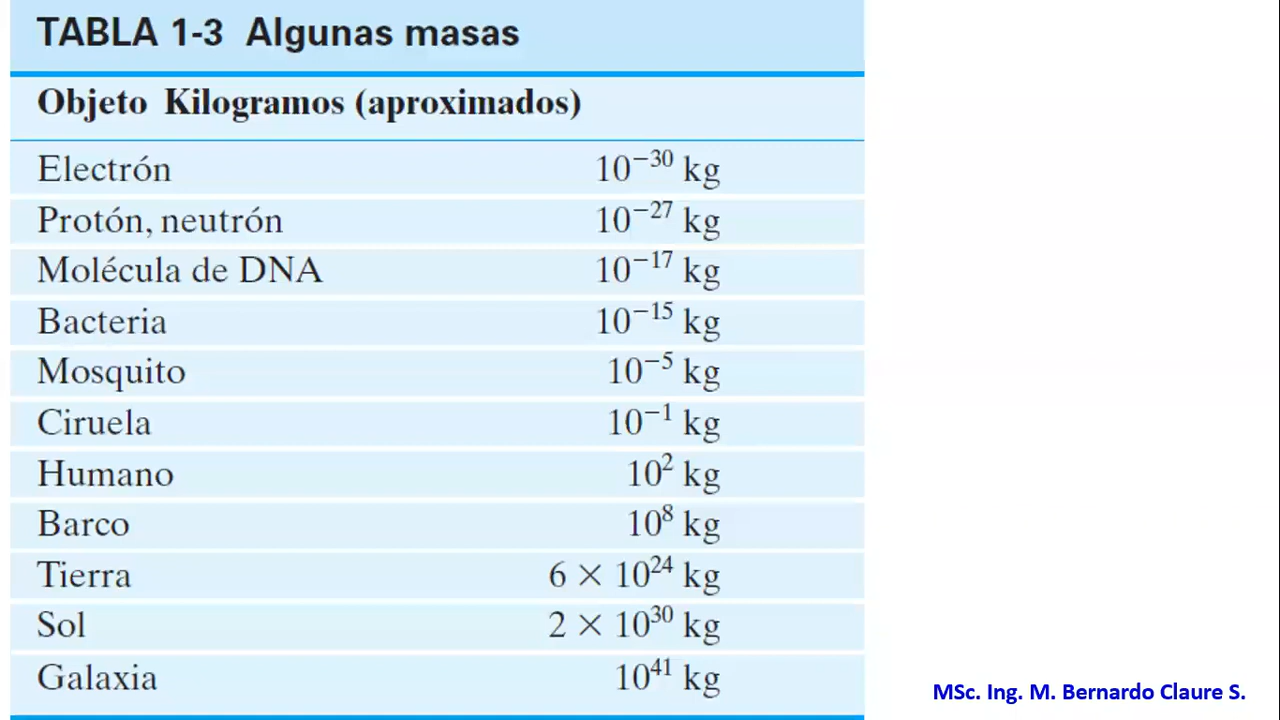 TABLA 1-3 Algunas masas
Objeto Kilogramos (aproximados)
Electrón 10⁻³⁰ kg
Protón, neutrón 10⁻²⁷ kg
Molécula de DNA 10⁻¹⁷ kg
Bacteria 10⁻¹⁵ kg
Mosquito 10⁻⁵ kg
Ciruela 10⁻¹ kg
Humano 10² kg
Barco 10⁸ kg
Tierra 6 × 10²⁴ kg
Sol 2 × 10³⁰ kg
Galaxia 10⁴¹ kg
MSc. Ing. M. Bernardo Claure S.